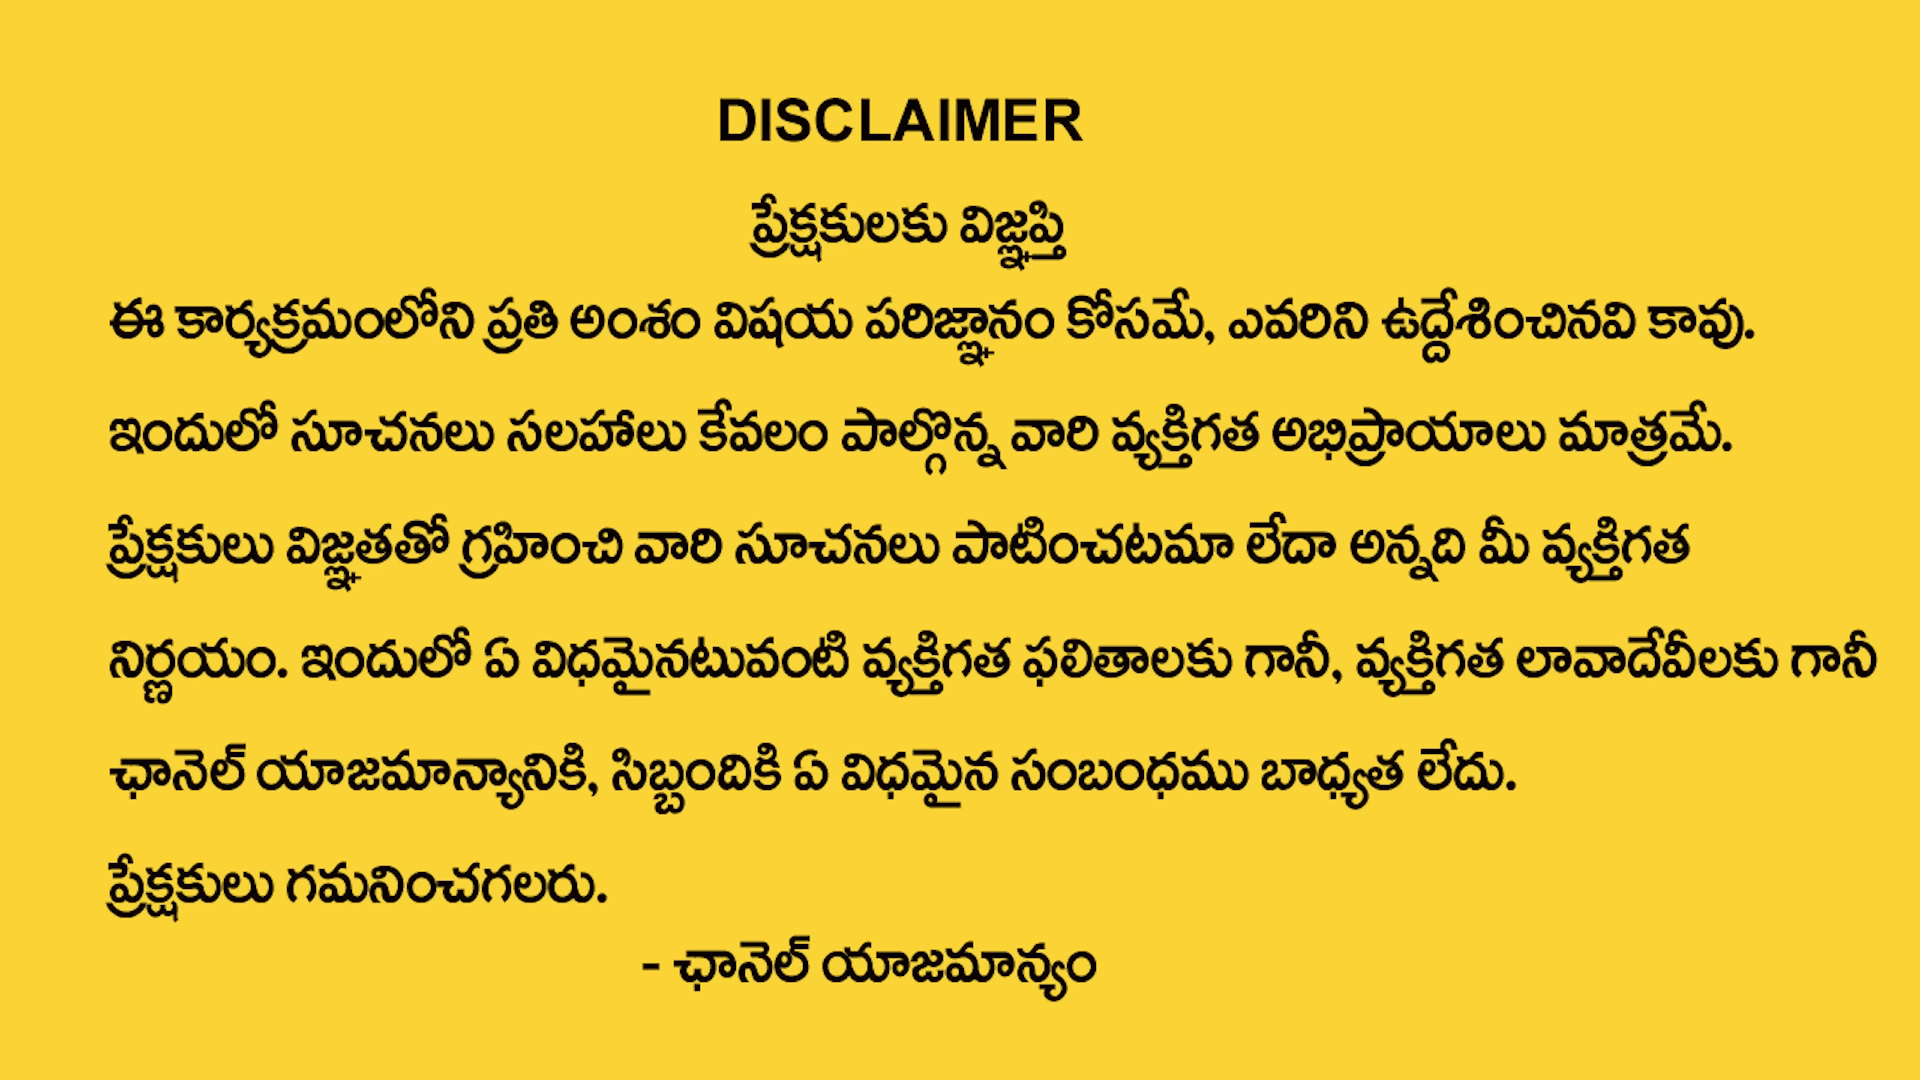 DISCLAIMER
ప్రేక్షకులకు విజ్ఞప్తి
ఈ కార్యక్రమంలోని ప్రతి అంశం విషయ పరిజ్ఞానం కోసమే, ఎవరిని ఉద్దేశించినవి కావు.
ఇందులో సూచనలు సలహాలు కేవలం పాల్గొన్న వారి వ్యక్తిగత అభిప్రాయాలు మాత్రమే.
ప్రేక్షకులు విజ్ఞతతో గ్రహించి వారి సూచనలు పాటించటమా లేదా అన్నది మీ వ్యక్తిగత
నిర్ణయం. ఇందులో ఏ విధమైనటువంటి వ్యక్తిగత ఫలితాలకు గానీ, వ్యక్తిగత లావాదేవీలకు గానీ
ఛానెల్ యాజమాన్యానికి, సిబ్బందికి ఏ విధమైన సంబంధము బాధ్యత లేదు.
ప్రేక్షకులు గమనించగలరు.
- ఛానెల్ యాజమాన్యం